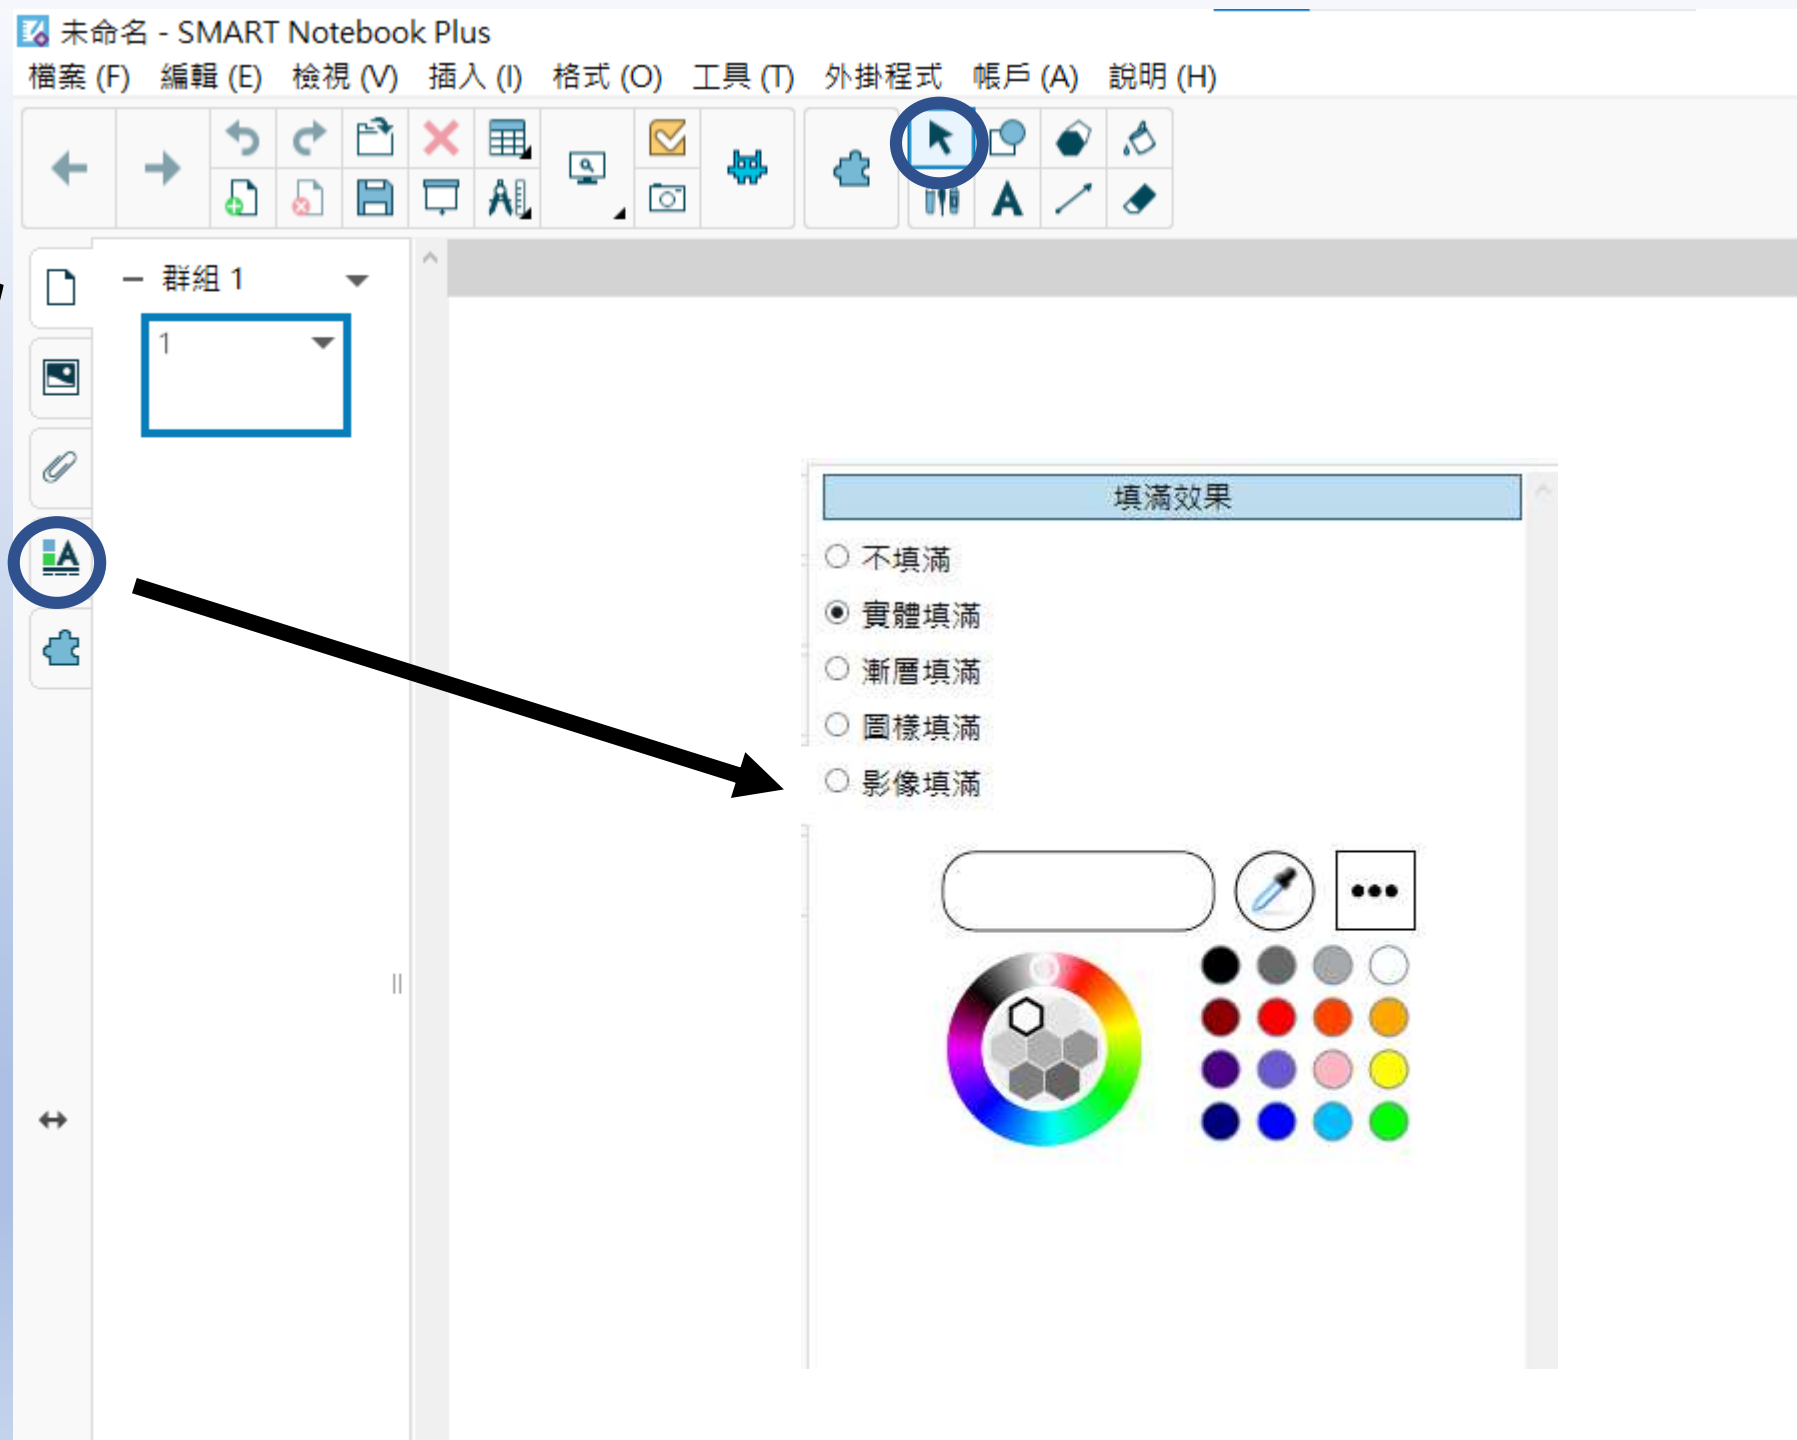 未命名 - SMART Notebook Plus
檔案 (F) 編輯 (E) 檢視 (V) 插入 (I) 格式 (O) 工具 (T) 外掛程式 帳戶 (A) 說明 (H)
群組 1
1
填滿效果
不填滿
實體填滿
漸層填滿
圖樣填滿
影像填滿